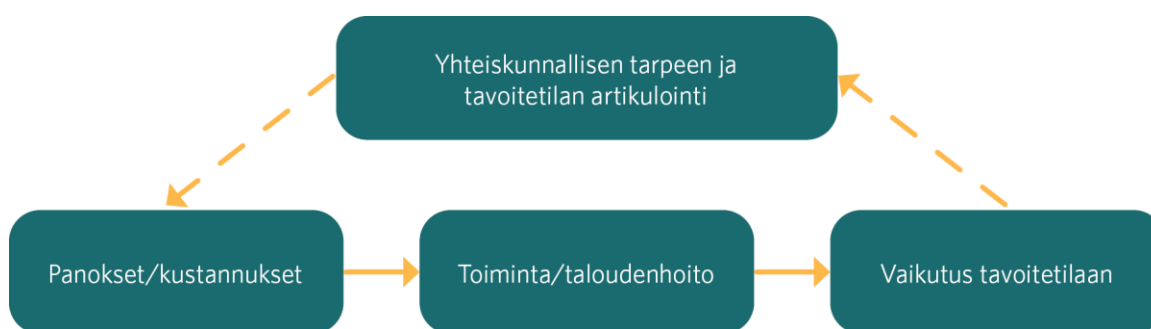 Yhteiskunnallisen tarpeen ja
tavoitetilan artikulointi
Panokset/kustannukset
Toiminta/taloudenhoito
Vaikutus tavoitetilaan